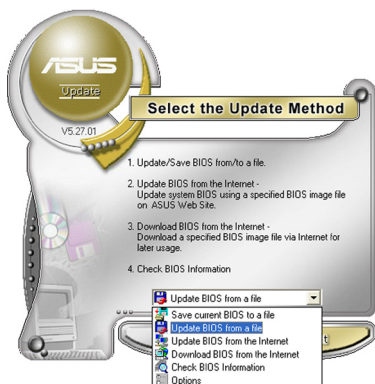 ASUS
Update
V5.27.01
Select the Update Method
1. Update/Save BIOS from/to a file.
2. Update BIOS from the Internet -
Update system BIOS using a specified BIOS image file
on ASUS Web Site.
3. Download BIOS from the Internet -
Download a specified BIOS image file via Internet for
later usage.
4. Check BIOS Information
Update BIOS from a file
Save current BIOS to a file
Update BIOS from a file
Update BIOS from the Internet
Download BIOS from the Internet
Check BIOS Information
Options